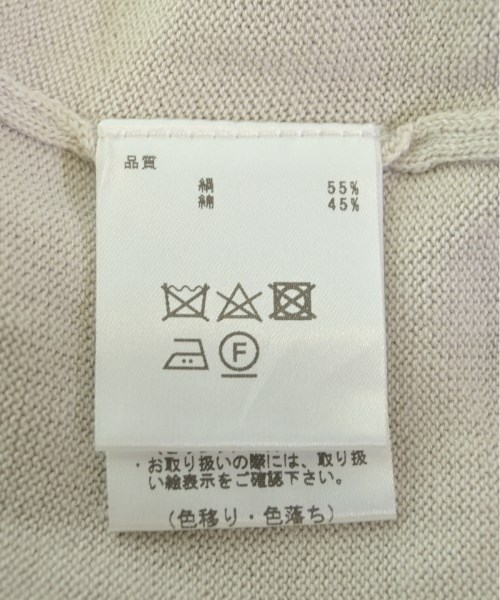 品質
絹 55%
綿 45%
F
・お取り扱いの際には、取り扱
い絵表示をご確認下さい。
(色移り・色落ち)